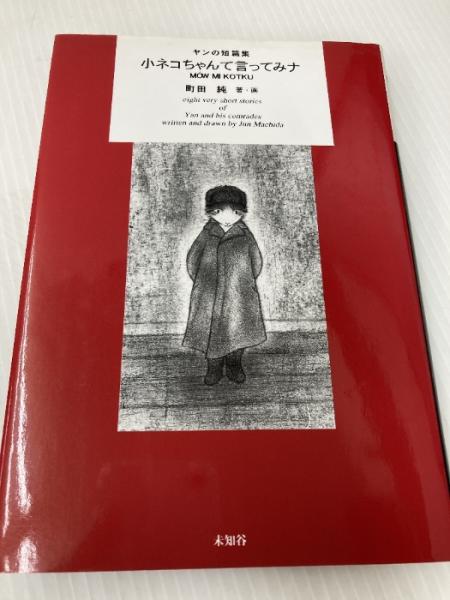 ヤンの短篇集
小ネコちゃんて言ってみナ
MÓW MI KOTKU
町田 純 著・画
eight very short stories
of
Yan and his comrades
written and drawn by Jun Machida
未知谷